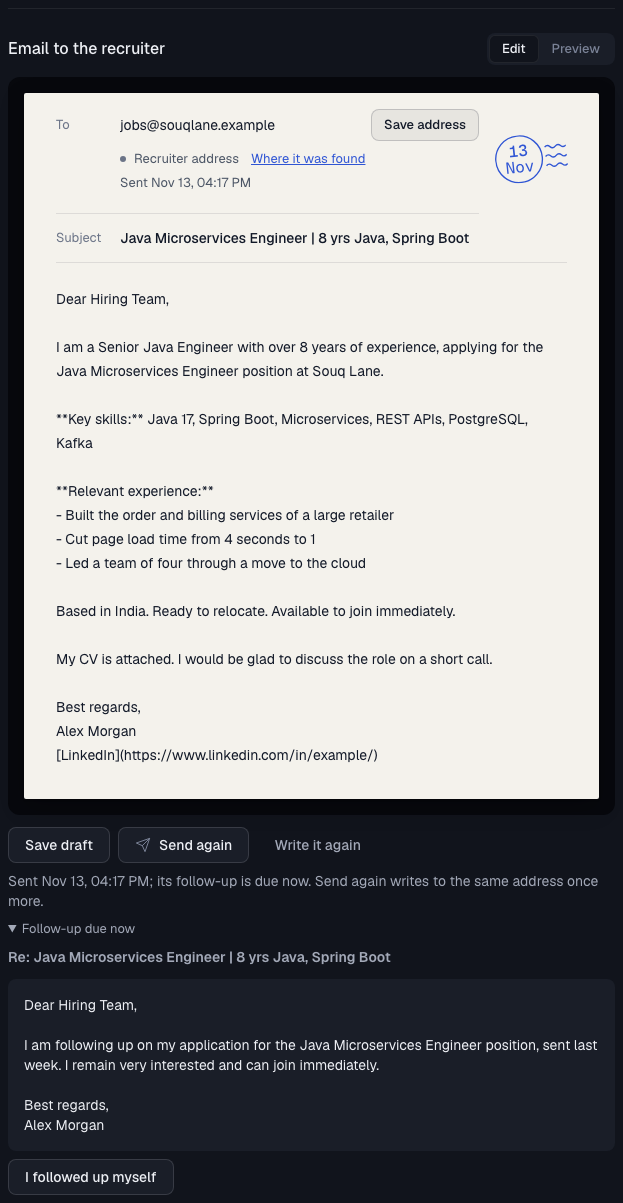 Email to the recruiter
Edit
Preview
To
jobs@souqlane.example
Save address
Recruiter address
Where it was found
Sent Nov 13, 04:17 PM
13
Nov
Subject
Java Microservices Engineer | 8 yrs Java, Spring Boot
Dear Hiring Team,
I am a Senior Java Engineer with over 8 years of experience, applying for the
Java Microservices Engineer position at Souq Lane.
**Key skills:** Java 17, Spring Boot, Microservices, REST APIs, PostgreSQL,
Kafka
**Relevant experience:**
- Built the order and billing services of a large retailer
- Cut page load time from 4 seconds to 1
- Led a team of four through a move to the cloud
Based in India. Ready to relocate. Available to join immediately.
My CV is attached. I would be glad to discuss the role on a short call.
Best regards,
Alex Morgan
[LinkedIn](https://www.linkedin.com/in/example/)
Save draft
Send again
Write it again
Sent Nov 13, 04:17 PM; its follow-up is due now. Send again writes to the same address once
more.
Follow-up due now
Re: Java Microservices Engineer | 8 yrs Java, Spring Boot
Dear Hiring Team,
I am following up on my application for the Java Microservices Engineer position, sent last
week. I remain very interested and can join immediately.
Best regards,
Alex Morgan
I followed up myself